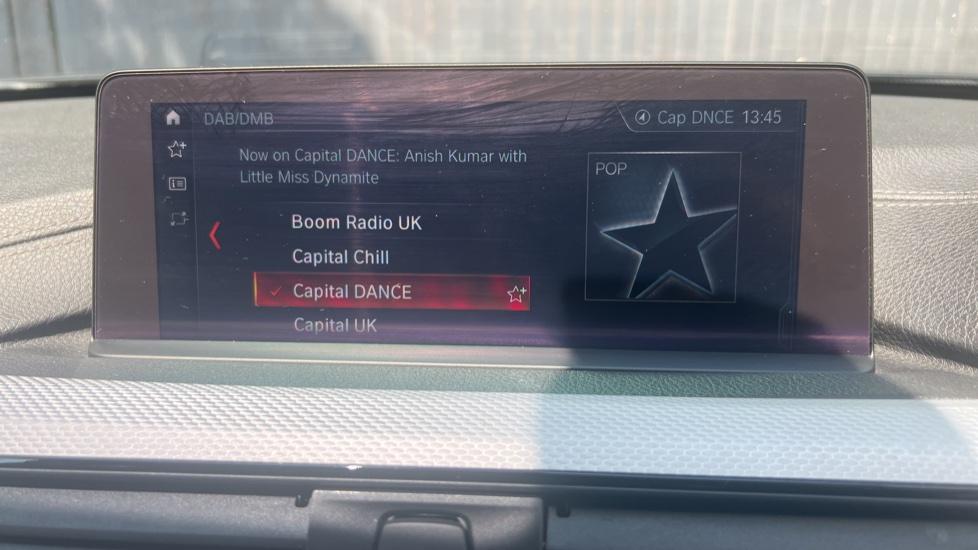 DAB/DMB
Cap DNCE 13:45
Now on Capital DANCE: Anish Kumar with
Little Miss Dynamite
POP
Boom Radio UK
Capital Chill
Capital DANCE
Capital UK